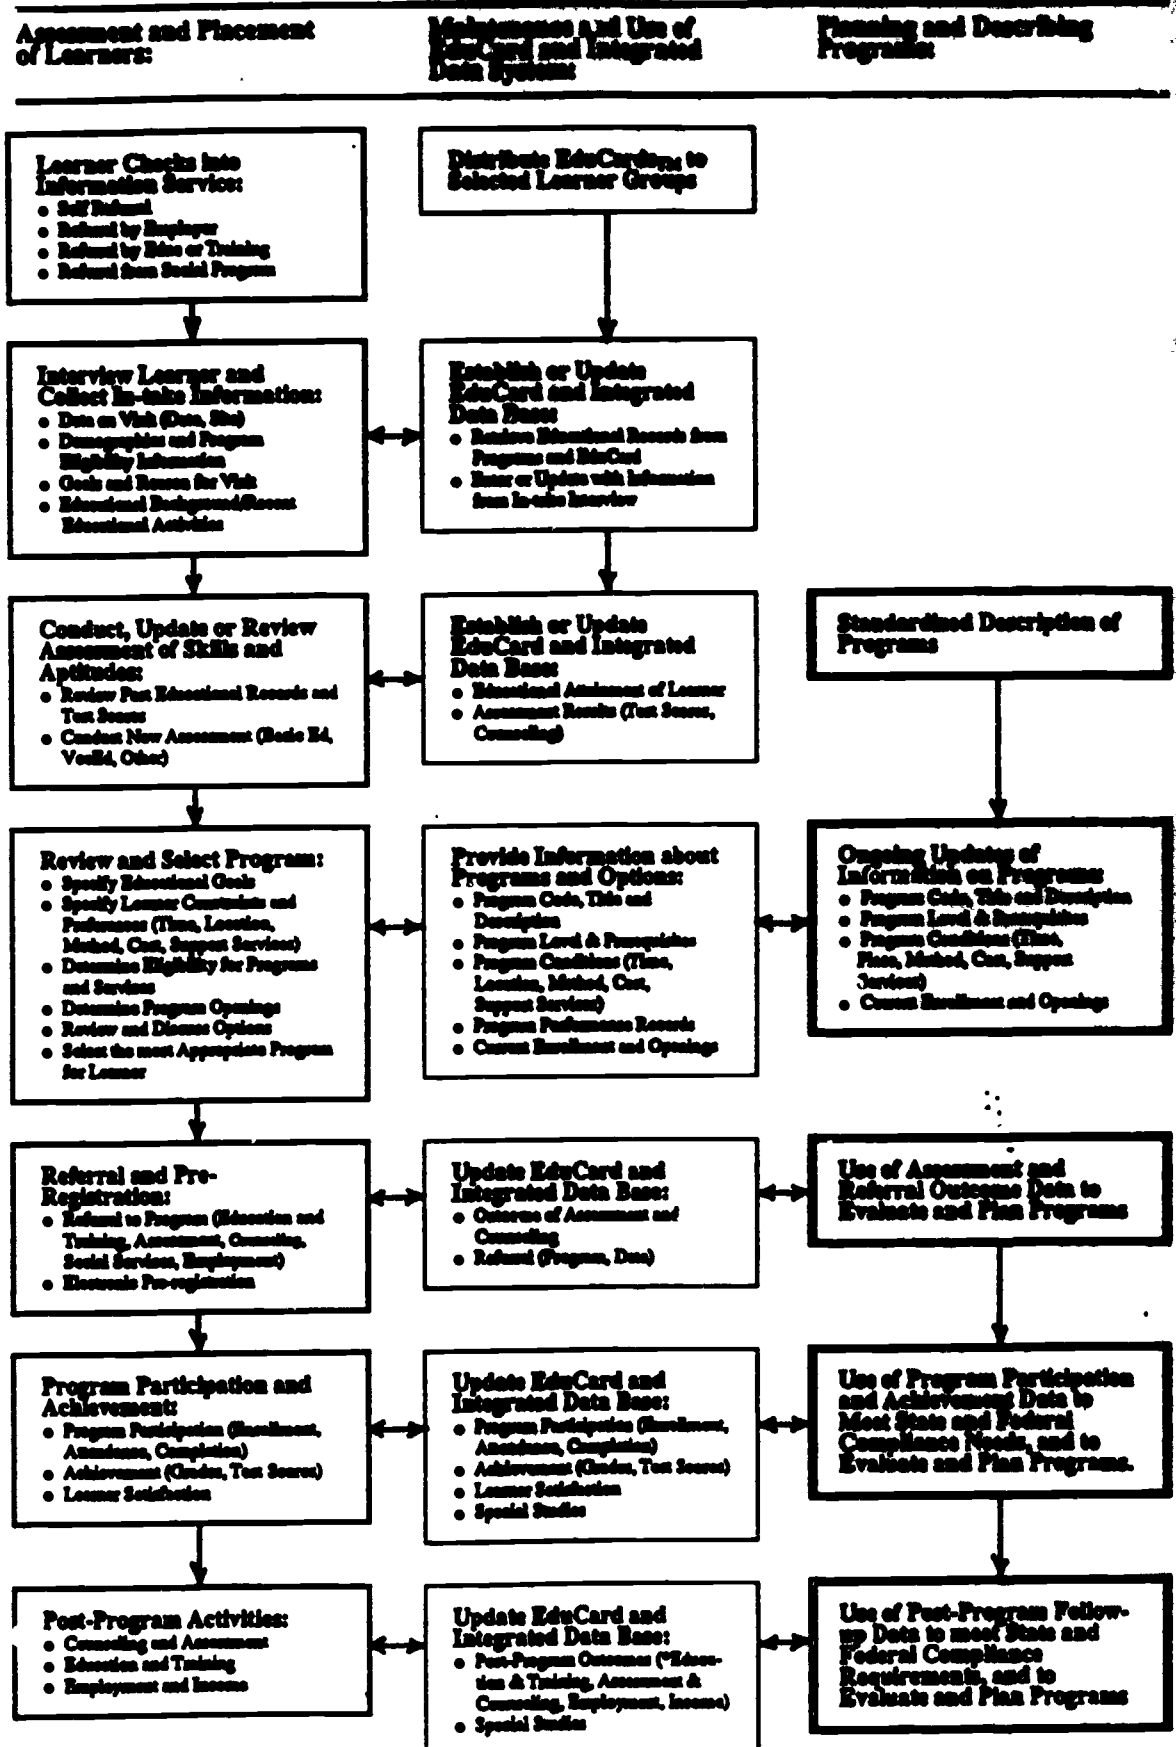 Assessment and Placement
of Learners:
Maintenance and Use of
EduCard and Integrated
Data System:
Planning and Describing
Programs:
Learner Checks into
Information Service:
• Self Referral
• Referral by Employer
• Referral by Educ or Training
• Referral from Social Program
Distribute EduCards™ to
Selected Learner Groups
Interview Learner and
Collect In-take Information:
• Data on Visit (Date, Site)
• Demographics and Program
Eligibility Information
• Goals and Reason for Visit
• Educational Background/Recent
Educational Activities
Establish or Update
EduCard and Integrated
Data Base:
• Retrieve Educational Records from
Programs and EduCard
• Enter or Update with Information
from In-take Interview
Conduct, Update or Review
Assessment of Skills and
Aptitudes:
• Review Past Educational Records and
Test Scores
• Conduct New Assessment (Basic Ed,
VocEd, Other)
Establish or Update
EduCard and Integrated
Data Base:
• Educational Attainment of Learner
• Assessment Results (Test Scores,
Counseling)
Standardized Description of
Programs
Review and Select Program:
• Specify Educational Goals
• Specify Learner Constraints and
Preferences (Time, Location,
Method, Cost, Support Services)
• Determine Eligibility for Programs
and Services
• Determine Program Openings
• Review and Discuss Options
• Select the most Appropriate Program
for Learner
Provide Information about
Programs and Options:
• Program Code, Title and
Description
• Program Level & Prerequisites
• Program Conditions (Time,
Location, Method, Cost,
Support Services)
• Program Performance Records
• Current Enrollment and Openings
Ongoing Updates of
Information on Programs:
• Program Code, Title and Description
• Program Level & Prerequisites
• Program Conditions (Time,
Place, Method, Cost, Support
Services)
• Current Enrollment and Openings
Referral and Pre-
Registration:
• Referral to Program (Education and
Training, Assessment, Counseling,
Social Services, Employment)
• Electronic Pre-registration
Update EduCard and
Integrated Data Base:
• Outcome of Assessment and
Counseling
• Referral (Program, Date)
Use of Assessment and
Referral Outcome Data to
Evaluate and Plan Programs
Program Participation and
Achievement:
• Program Participation (Enrollment,
Attendance, Completion)
• Achievement (Grades, Test Scores)
• Learner Satisfaction
Update EduCard and
Integrated Data Base:
• Program Participation (Enrollment,
Attendance, Completion)
• Achievement (Grades, Test Scores)
• Learner Satisfaction
• Special Studies
Use of Program Participation
and Achievement Data to
Meet State and Federal
Compliance Needs, and to
Evaluate and Plan Programs.
Post-Program Activities:
• Counseling and Assessment
• Education and Training
• Employment and Income
Update EduCard and
Integrated Data Base:
• Post-Program Outcomes (*Educa-
tion & Training, Assessment &
Counseling, Employment, Income)
• Special Studies
Use of Post-Program Follow-
up Data to meet State and
Federal Compliance
Requirements, and to
Evaluate and Plan Programs